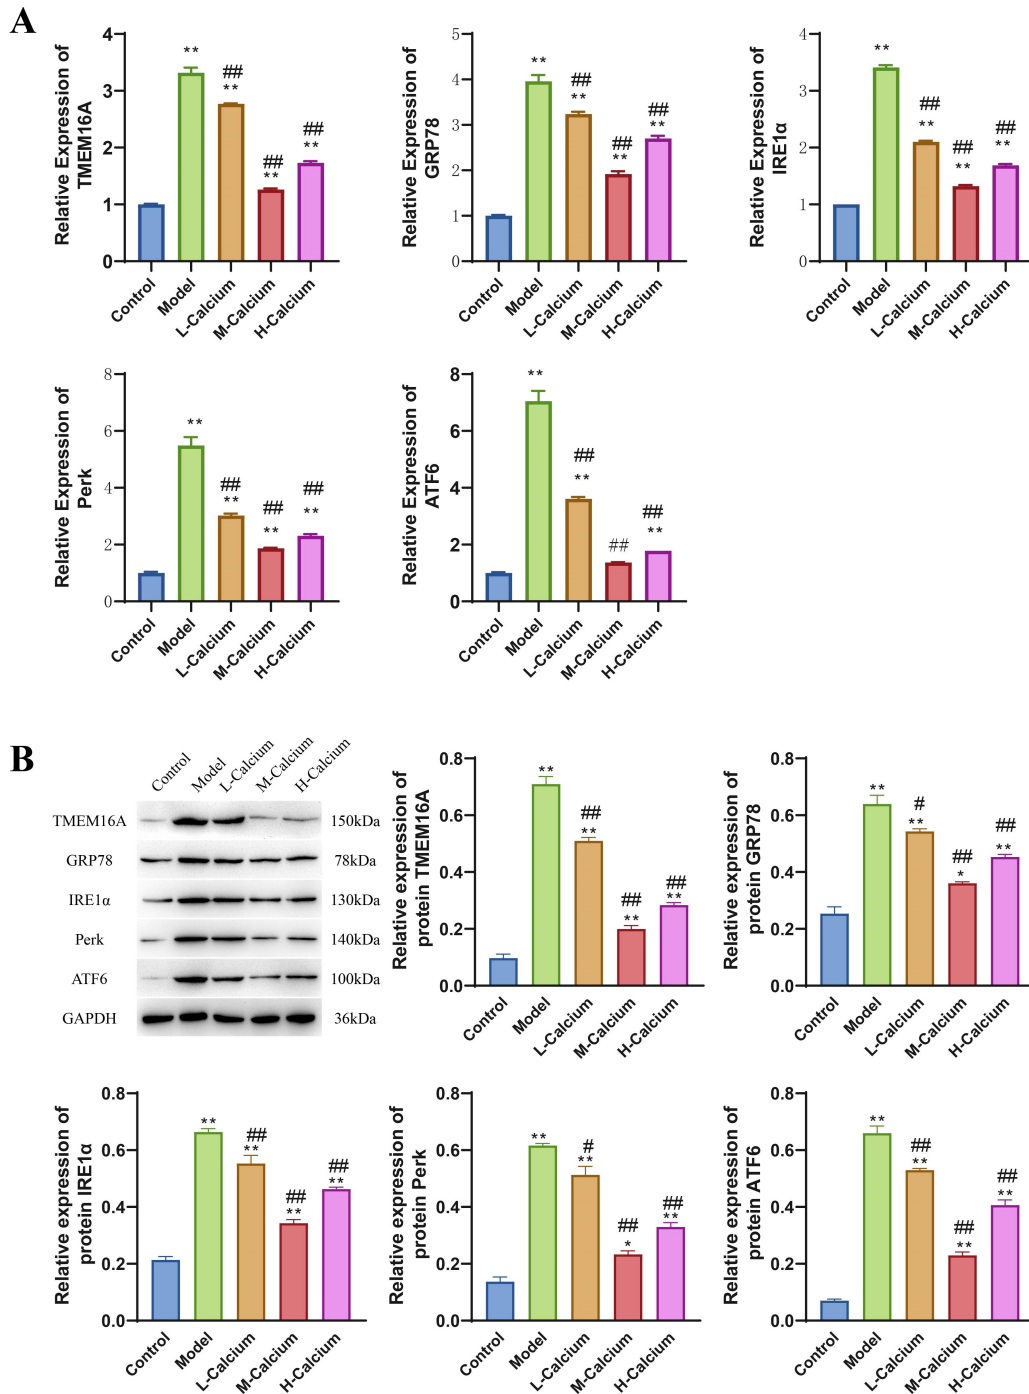 A
Relative Expression of
TMEM16A
4
3
2
1
0
**
##
**
##
**
##
**
Control
Model
L-Calcium
M-Calcium
H-Calcium
Relative Expression of
GRP78
5
4
3
2
1
0
**
##
**
##
**
##
**
Control
Model
L-Calcium
M-Calcium
H-Calcium
Relative Expression of
IRE1α
4
3
2
1
0
**
##
**
##
**
##
**
Control
Model
L-Calcium
M-Calcium
H-Calcium
Relative Expression of
Perk
8
6
4
2
0
**
##
**
##
**
##
**
Control
Model
L-Calcium
M-Calcium
H-Calcium
Relative Expression of
ATF6
8
6
4
2
0
**
##
**
##
##
**
Control
Model
L-Calcium
M-Calcium
H-Calcium
B
Control
Model
L-Calcium
M-Calcium
H-Calcium
TMEM16A 150kDa
GRP78 78kDa
IRE1α 130kDa
Perk 140kDa
ATF6 100kDa
GAPDH 36kDa
Relative expression of
protein TMEM16A
0.8
0.6
0.4
0.2
0.0
**
##
**
##
**
##
**
Control
Model
L-Calcium
M-Calcium
H-Calcium
Relative expression of
protein GRP78
0.8
0.6
0.4
0.2
0.0
**
#
**
##
*
##
**
Control
Model
L-Calcium
M-Calcium
H-Calcium
Relative expression of
protein IRE1α
0.8
0.6
0.4
0.2
0.0
**
##
**
##
**
##
**
Control
Model
L-Calcium
M-Calcium
H-Calcium
Relative expression of
protein Perk
0.8
0.6
0.4
0.2
0.0
**
#
**
##
*
##
**
Control
Model
L-Calcium
M-Calcium
H-Calcium
Relative expression of
protein ATF6
0.8
0.6
0.4
0.2
0.0
**
##
**
##
**
##
**
Control
Model
L-Calcium
M-Calcium
H-Calcium